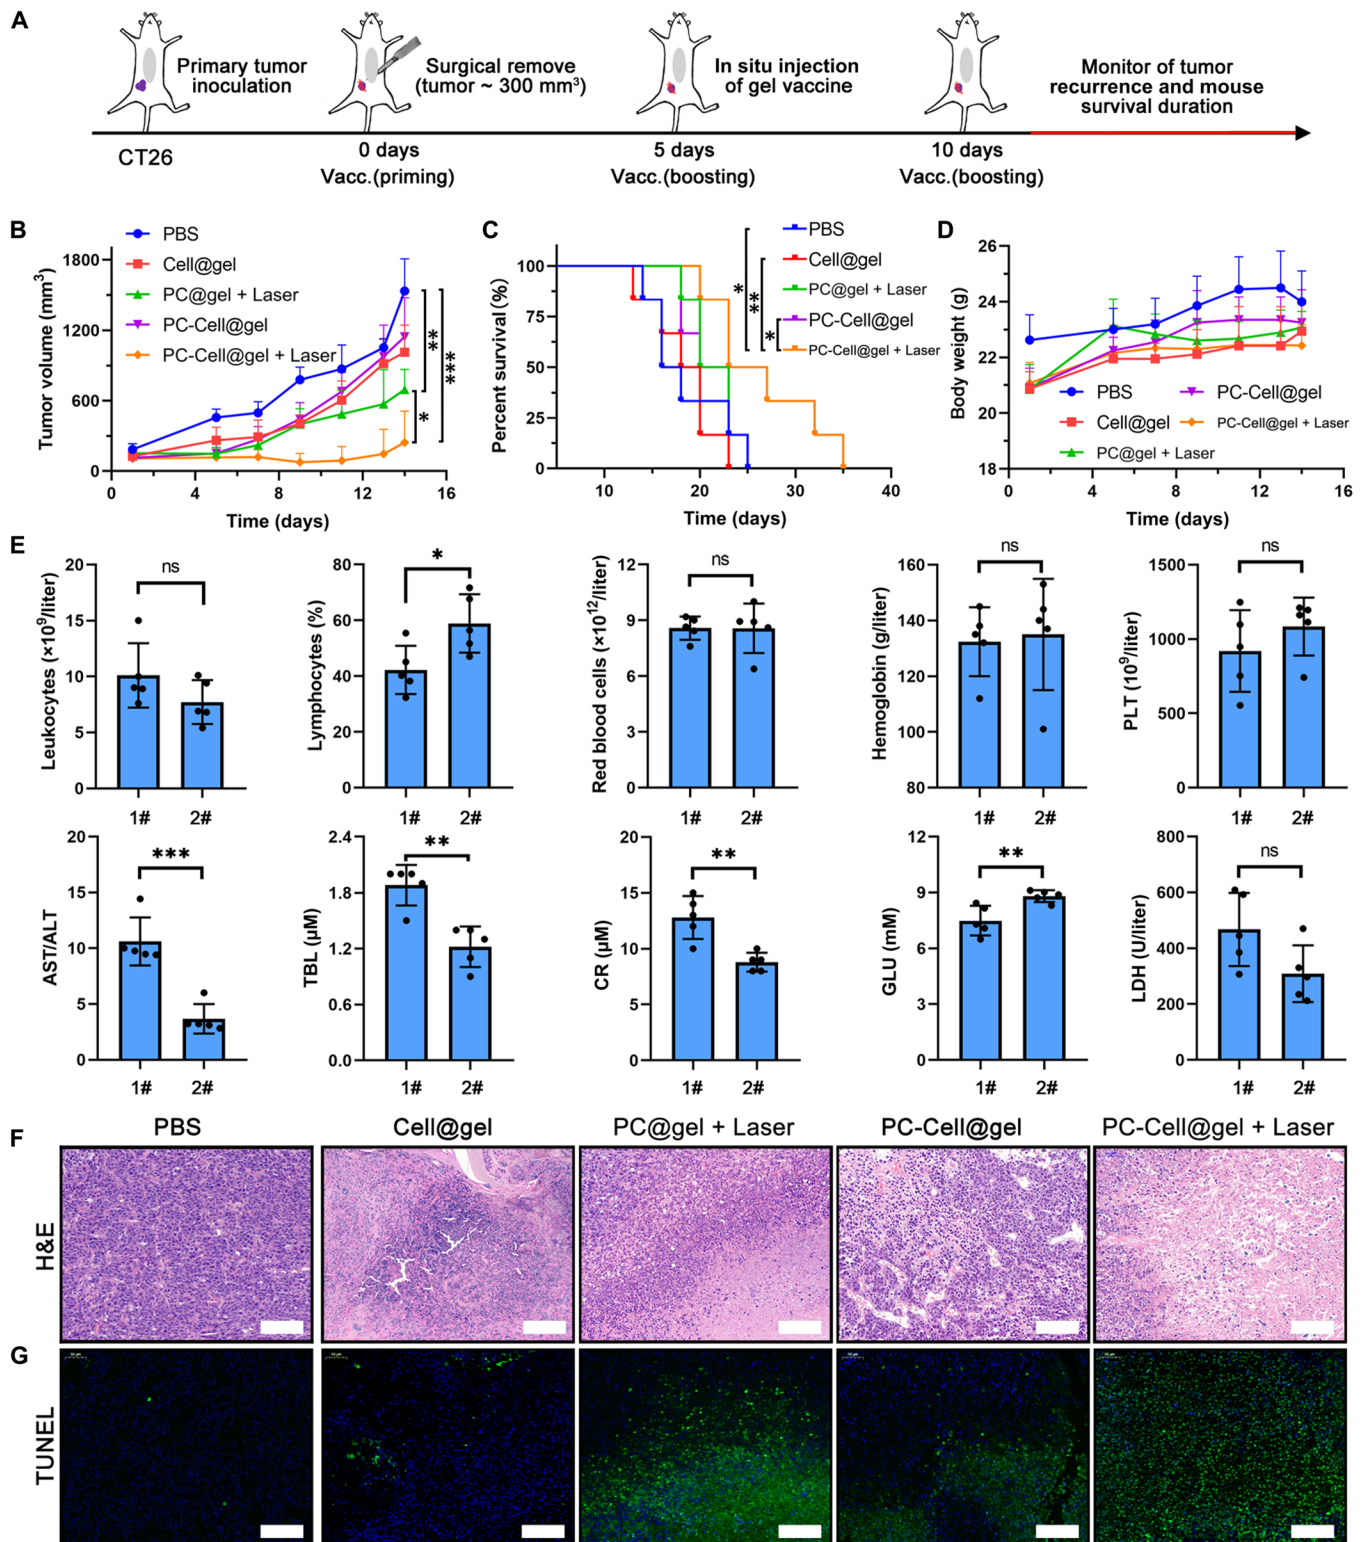 A
Primary tumor
inoculation
Surgical remove
(tumor ~ 300 mm³)
In situ injection
of gel vaccine
Monitor of tumor
recurrence and mouse
survival duration
CT26
0 days
Vacc.(priming)
5 days
Vacc.(boosting)
10 days
Vacc.(boosting)
B
PBS
Cell@gel
PC@gel + Laser
PC-Cell@gel
PC-Cell@gel + Laser
Tumor volume (mm³)
1800
1200
600
0
**
***
*
0 4 8 12 16
Time (days)
C
PBS
Cell@gel
PC@gel + Laser
PC-Cell@gel
PC-Cell@gel + Laser
*
**
*
Percent survival (%)
100
75
50
25
0
10 20 30 40
Time (days)
D
Body weight (g)
26
24
22
20
18
PBS
Cell@gel
PC@gel + Laser
PC-Cell@gel
PC-Cell@gel + Laser
0 4 8 12 16
Time (days)
E
Leukocytes (×10⁹/liter)
20
15
10
5
0
ns
1# 2#
Lymphocytes (%)
80
60
40
20
0
*
1# 2#
Red blood cells (×10¹²/liter)
12
9
6
3
0
ns
1# 2#
Hemoglobin (g/liter)
160
140
120
100
80
ns
1# 2#
PLT (10⁹/liter)
1500
1000
500
0
ns
1# 2#
AST/ALT
20
15
10
5
0
***
1# 2#
TBL (μM)
2.4
1.8
1.2
0.6
0.0
**
1# 2#
CR (μM)
20
15
10
5
0
**
1# 2#
GLU (mM)
12
9
6
3
0
**
1# 2#
LDH (U/liter)
800
600
400
200
0
ns
1# 2#
F
PBS
Cell@gel
PC@gel + Laser
PC-Cell@gel
PC-Cell@gel + Laser
H&E
G
TUNEL